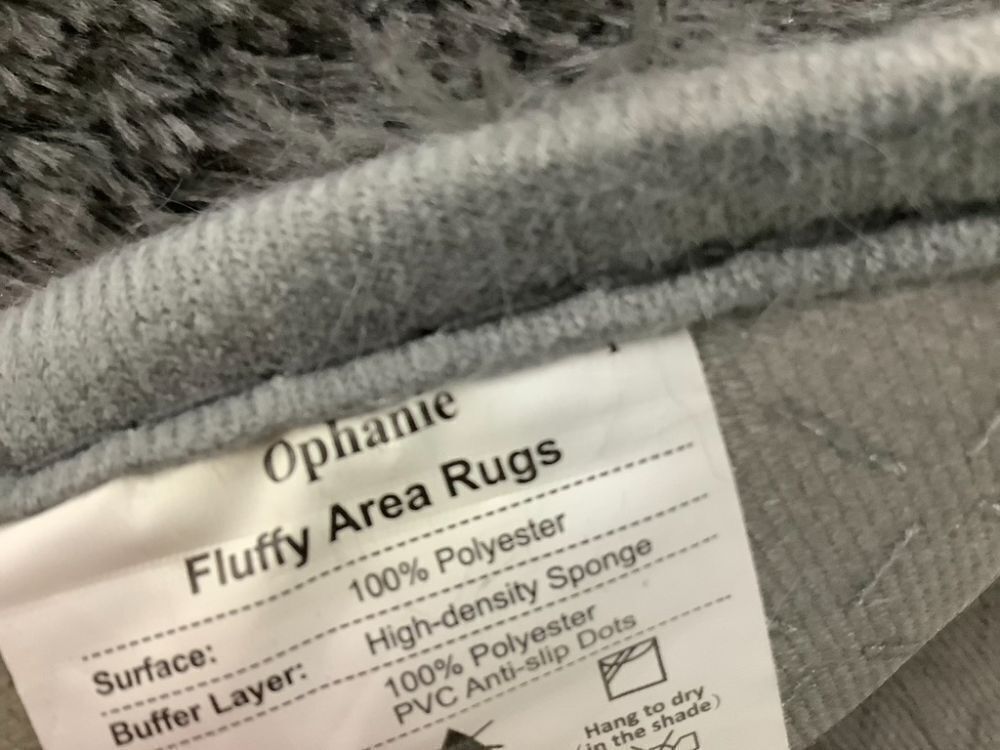 Ophanie
Fluffy Area Rugs
Surface: 100% Polyester
Buffer Layer: High-density Sponge
100% Polyester
PVC Anti-slip Dots
Hang to dry
(in the shade)